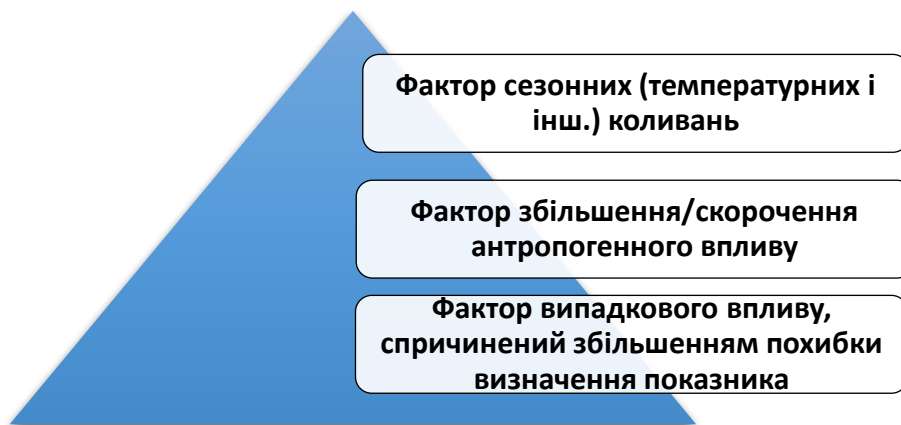 Фактор сезонних (температурних і
інш.) коливань
Фактор збільшення/скорочення
антропогенного впливу
Фактор випадкового впливу,
спричинений збільшенням похибки
визначення показника